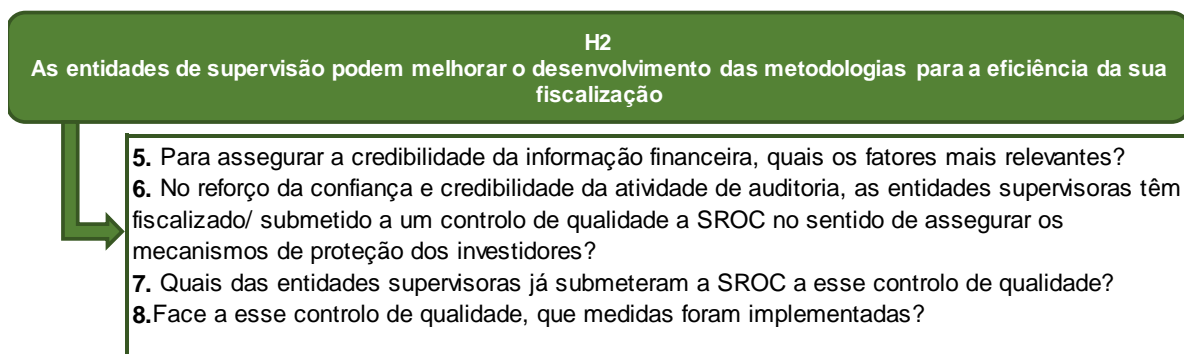 H2
As entidades de supervisão podem melhorar o desenvolvimento das metodologias para a eficiência da sua
fiscalização
5. Para assegurar a credibilidade da informação financeira, quais os fatores mais relevantes?
6. No reforço da confiança e credibilidade da atividade de auditoria, as entidades supervisoras têm
fiscalizado/ submetido a um controlo de qualidade a SROC no sentido de assegurar os
mecanismos de proteção dos investidores?
7. Quais das entidades supervisoras já submeteram a SROC a esse controlo de qualidade?
8.Face a esse controlo de qualidade, que medidas foram implementadas?